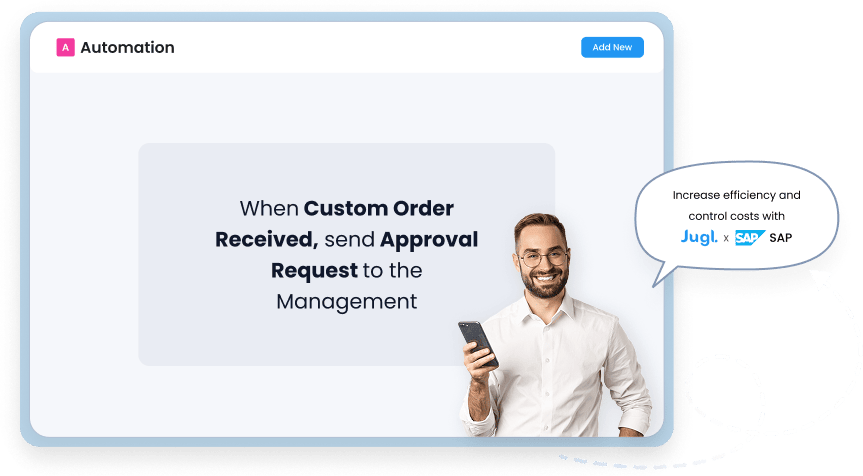 A Automation
Add New
When Custom Order
Received, send Approval
Request to the
Management
Increase efficiency and
control costs with
Jugl. x SAP SAP